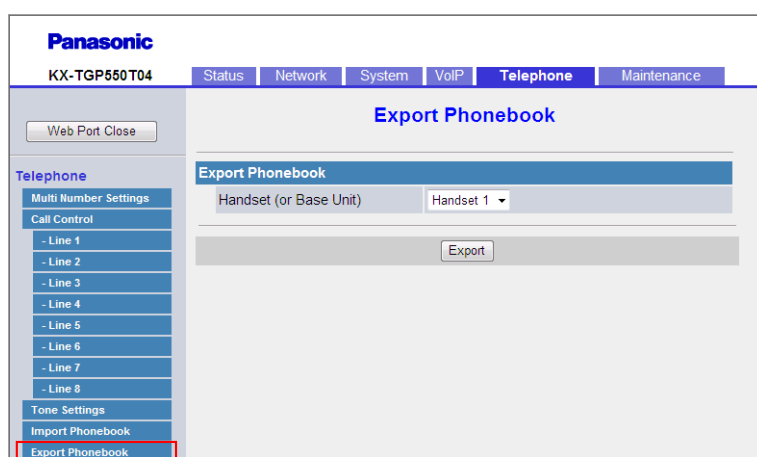 Panasonic
KX-TGP550T04
Status Network System VoIP Telephone Maintenance
Web Port Close
Export Phonebook
Telephone
Multi Number Settings
Call Control
- Line 1
- Line 2
- Line 3
- Line 4
- Line 5
- Line 6
- Line 7
- Line 8
Tone Settings
Import Phonebook
Export Phonebook
Export Phonebook
Handset (or Base Unit) Handset 1
Export